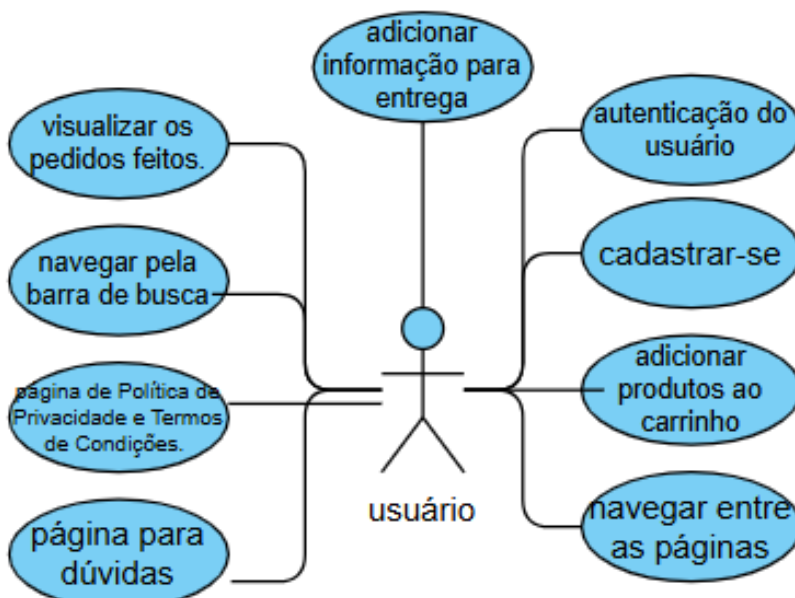 adicionar
informação para
entrega
visualizar os
pedidos feitos.
autenticação do
usuário
navegar pela
barra de busca
cadastrar-se
página de Política de
Privacidade e Termos
de Condições.
adicionar
produtos ao
carrinho
usuário
página para
dúvidas
navegar entre
as páginas